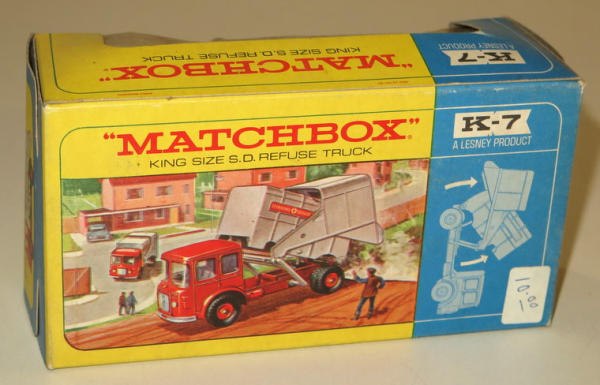 "MATCHBOX"
KING SIZE S.D. REFUSE TRUCK
K-7
A LESNEY PRODUCT
"MATCHBOX"
KING SIZE S.D. REFUSE TRUCK
K-7
A LESNEY PRODUCT
10.00